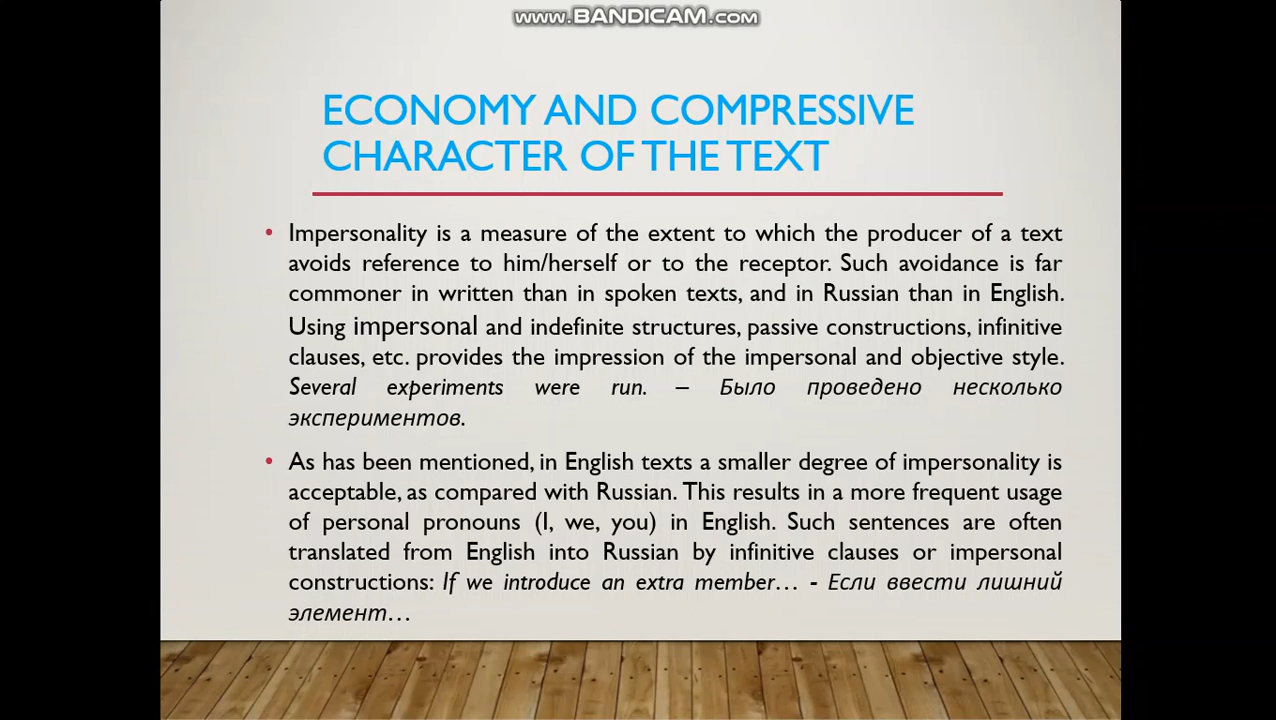 www.BANDICAM.com
ECONOMY AND COMPRESSIVE
CHARACTER OF THE TEXT
• Impersonality is a measure of the extent to which the producer of a text
avoids reference to him/herself or to the receptor. Such avoidance is far
commoner in written than in spoken texts, and in Russian than in English.
Using impersonal and indefinite structures, passive constructions, infinitive
clauses, etc. provides the impression of the impersonal and objective style.
Several experiments were run. – Было проведено несколько
экспериментов.
• As has been mentioned, in English texts a smaller degree of impersonality is
acceptable, as compared with Russian. This results in a more frequent usage
of personal pronouns (I, we, you) in English. Such sentences are often
translated from English into Russian by infinitive clauses or impersonal
constructions: If we introduce an extra member… - Если ввести лишний
элемент…